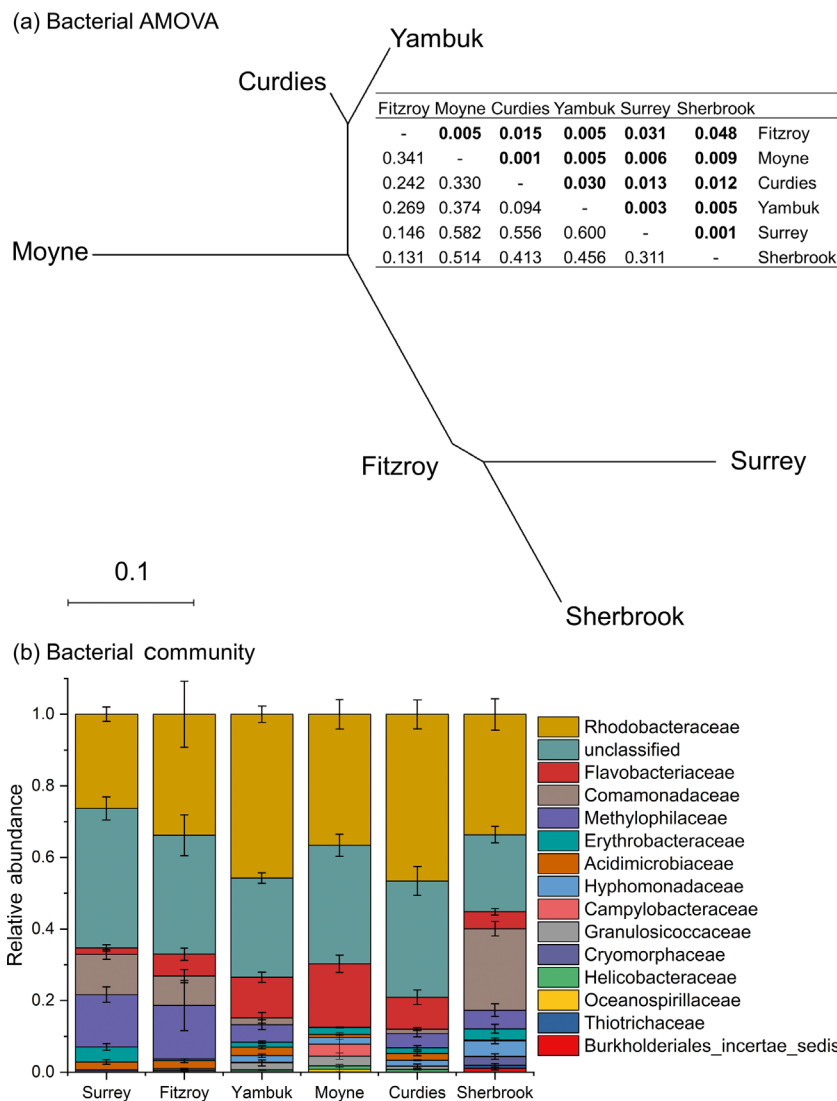 (a) Bacterial AMOVA
Yambuk
Curdies
Fitzroy Moyne Curdies Yambuk Surrey Sherbrook
- 0.005 0.015 0.005 0.031 0.048 Fitzroy
0.341 - 0.001 0.005 0.006 0.009 Moyne
0.242 0.330 - 0.030 0.013 0.012 Curdies
0.269 0.374 0.094 - 0.003 0.005 Yambuk
0.146 0.582 0.556 0.600 - 0.001 Surrey
0.131 0.514 0.413 0.456 0.311 - Sherbrook
Moyne
Fitzroy
Surrey
0.1
Sherbrook
(b) Bacterial community
Relative abundance
1.0
0.8
0.6
0.4
0.2
0.0
Surrey Fitzroy Yambuk Moyne Curdies Sherbrook
Rhodobacteraceae
unclassified
Flavobacteriaceae
Comamonadaceae
Methylophilaceae
Erythrobacteraceae
Acidimicrobiaceae
Hyphomonadaceae
Campylobacteraceae
Granulosicoccaceae
Cryomorphaceae
Helicobacteraceae
Oceanospirillaceae
Thiotrichaceae
Burkholderiales_incertae_sedis